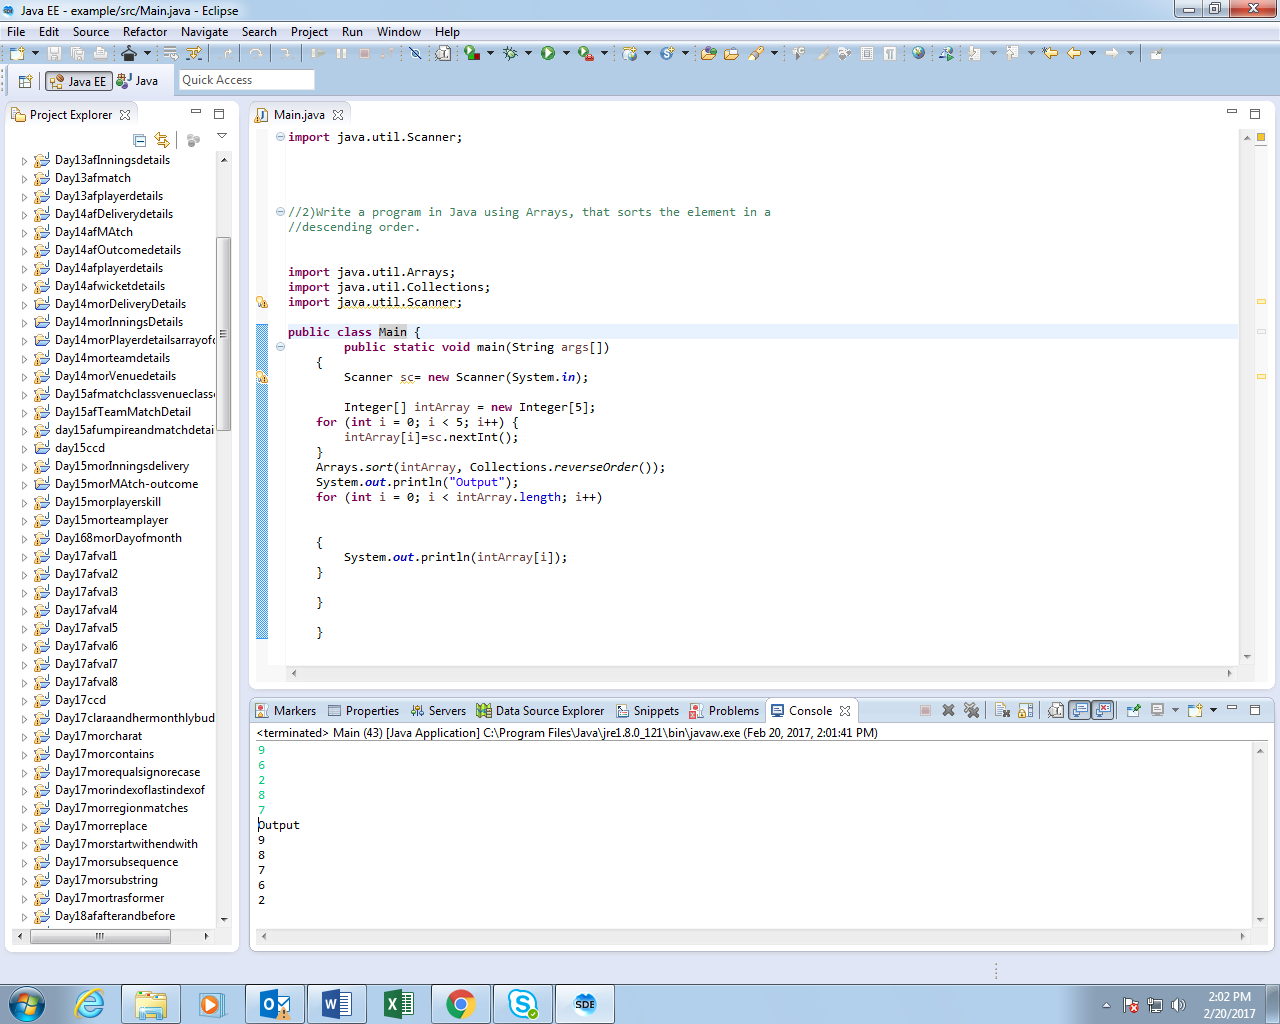 Java EE - example/src/Main.java - Eclipse
File Edit Source Refactor Navigate Search Project Run Window Help
Java EE Java Quick Access
Project Explorer
Day13afInningsdetails
Day13afmatch
Day13afplayerdetails
Day14afDeliverydetails
Day14afMAtch
Day14afOutcomedetails
Day14afplayerdetails
Day14afwicketdetails
Day14morDeliveryDetails
Day14morInningsDetails
Day14morPlayerdetailsarrayofo
Day14morteamdetails
Day14morVenuedetails
Day15afmatchclassvenueclasse
Day15afTeamMatchDetail
day15afumpireandmatchdetai
day15ccd
Day15morInningsdelivery
Day15morMAtch-outcome
Day15morplayerskill
Day15morteamplayer
Day168morDayofmonth
Day17afval1
Day17afval2
Day17afval3
Day17afval4
Day17afval5
Day17afval6
Day17afval7
Day17afval8
Day17ccd
Day17claraandhermonthlybud
Day17morcharat
Day17morcontains
Day17morequalsignorecase
Day17morindexoflastindexof
Day17morregionmatches
Day17morreplace
Day17morstartwithendwith
Day17morsubsequence
Day17morsubstring
Day17mortrasformer
Day18afafterandbefore
Main.java
import java.util.Scanner;
//2)Write a program in Java using Arrays, that sorts the element in a
//descending order.
import java.util.Arrays;
import java.util.Collections;
import java.util.Scanner;
public class Main {
public static void main(String args[])
{
Scanner sc= new Scanner(System.in);
Integer[] intArray = new Integer[5];
for (int i = 0; i < 5; i++) {
intArray[i]=sc.nextInt();
}
Arrays.sort(intArray, Collections.reverseOrder());
System.out.println("Output");
for (int i = 0; i < intArray.length; i++)
{
System.out.println(intArray[i]);
}
}
}
Markers Properties Servers Data Source Explorer Snippets Problems Console
<terminated> Main (43) [Java Application] C:\Program Files\Java\jre1.8.0_121\bin\javaw.exe (Feb 20, 2017, 2:01:41 PM)
9
6
2
8
7
Output
9
8
7
6
2
SDE
2:02 PM
2/20/2017